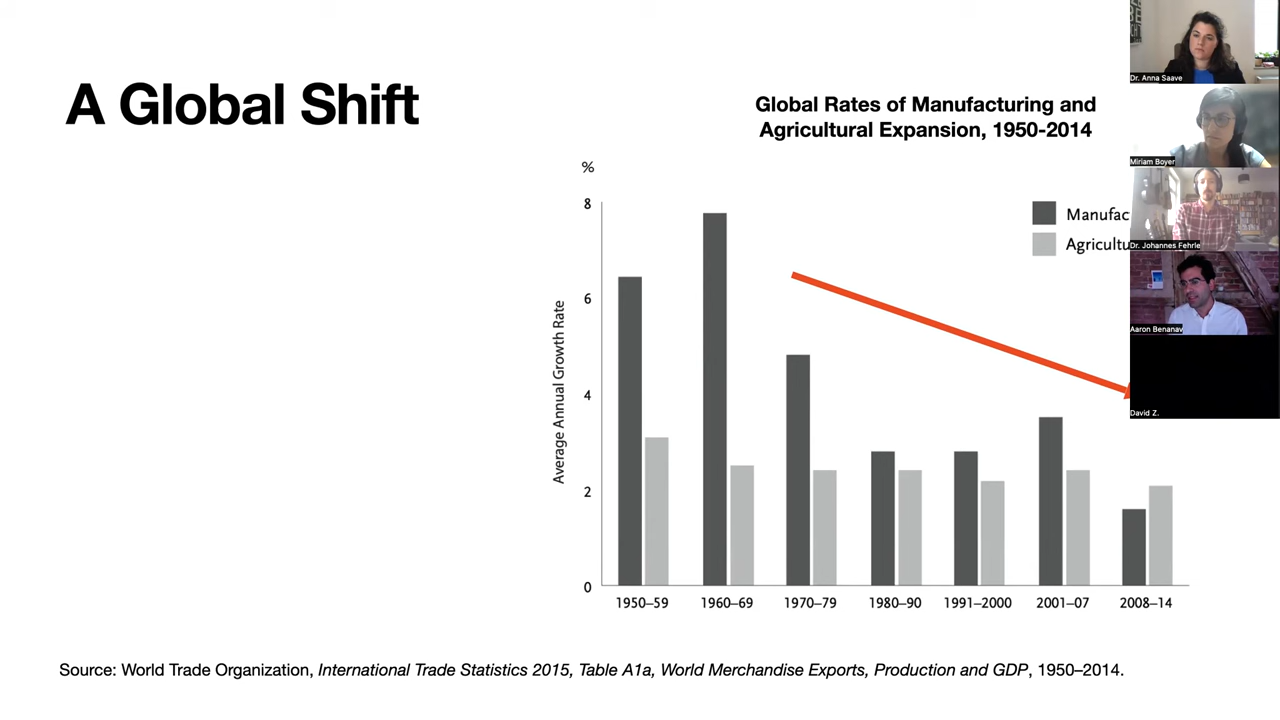 A Global Shift
Global Rates of Manufacturing and
Agricultural Expansion, 1950-2014
%
8
6
4
2
0
Average Annual Growth Rate
Manufac
Agricultu
1950–59
1960–69
1970–79
1980–90
1991–2000
2001–07
2008–14
Source: World Trade Organization, International Trade Statistics 2015, Table A1a, World Merchandise Exports, Production and GDP, 1950–2014.
Dr. Anna Saave
Miriam Boyer
Dr. Johannes Fehrle
Aaron Benanav
David Z.